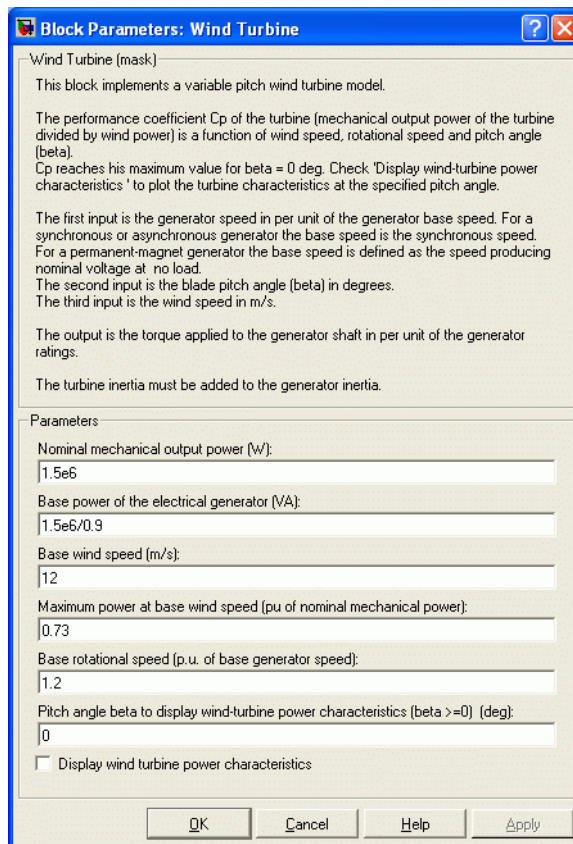 Block Parameters: Wind Turbine
Wind Turbine (mask)
This block implements a variable pitch wind turbine model.
The performance coefficient Cp of the turbine (mechanical output power of the turbine
divided by wind power) is a function of wind speed, rotational speed and pitch angle
(beta).
Cp reaches his maximum value for beta = 0 deg. Check 'Display wind-turbine power
characteristics ' to plot the turbine characteristics at the specified pitch angle.
The first input is the generator speed in per unit of the generator base speed. For a
synchronous or asynchronous generator the base speed is the synchronous speed.
For a permanent-magnet generator the base speed is defined as the speed producing
nominal voltage at  no load.
The second input is the blade pitch angle (beta) in degrees.
The third input is the wind speed in m/s.
The output is the torque applied to the generator shaft in per unit of the generator
ratings.
The turbine inertia must be added to the generator inertia.
Parameters
Nominal mechanical output power (W):
1.5e6
Base power of the electrical generator (VA):
1.5e6/0.9
Base wind speed (m/s):
12
Maximum power at base wind speed (pu of nominal mechanical power):
0.73
Base rotational speed (p.u. of base generator speed):
1.2
Pitch angle beta to display wind-turbine power characteristics (beta >=0)  (deg):
0
Display wind turbine power characteristics
OK Cancel Help Apply